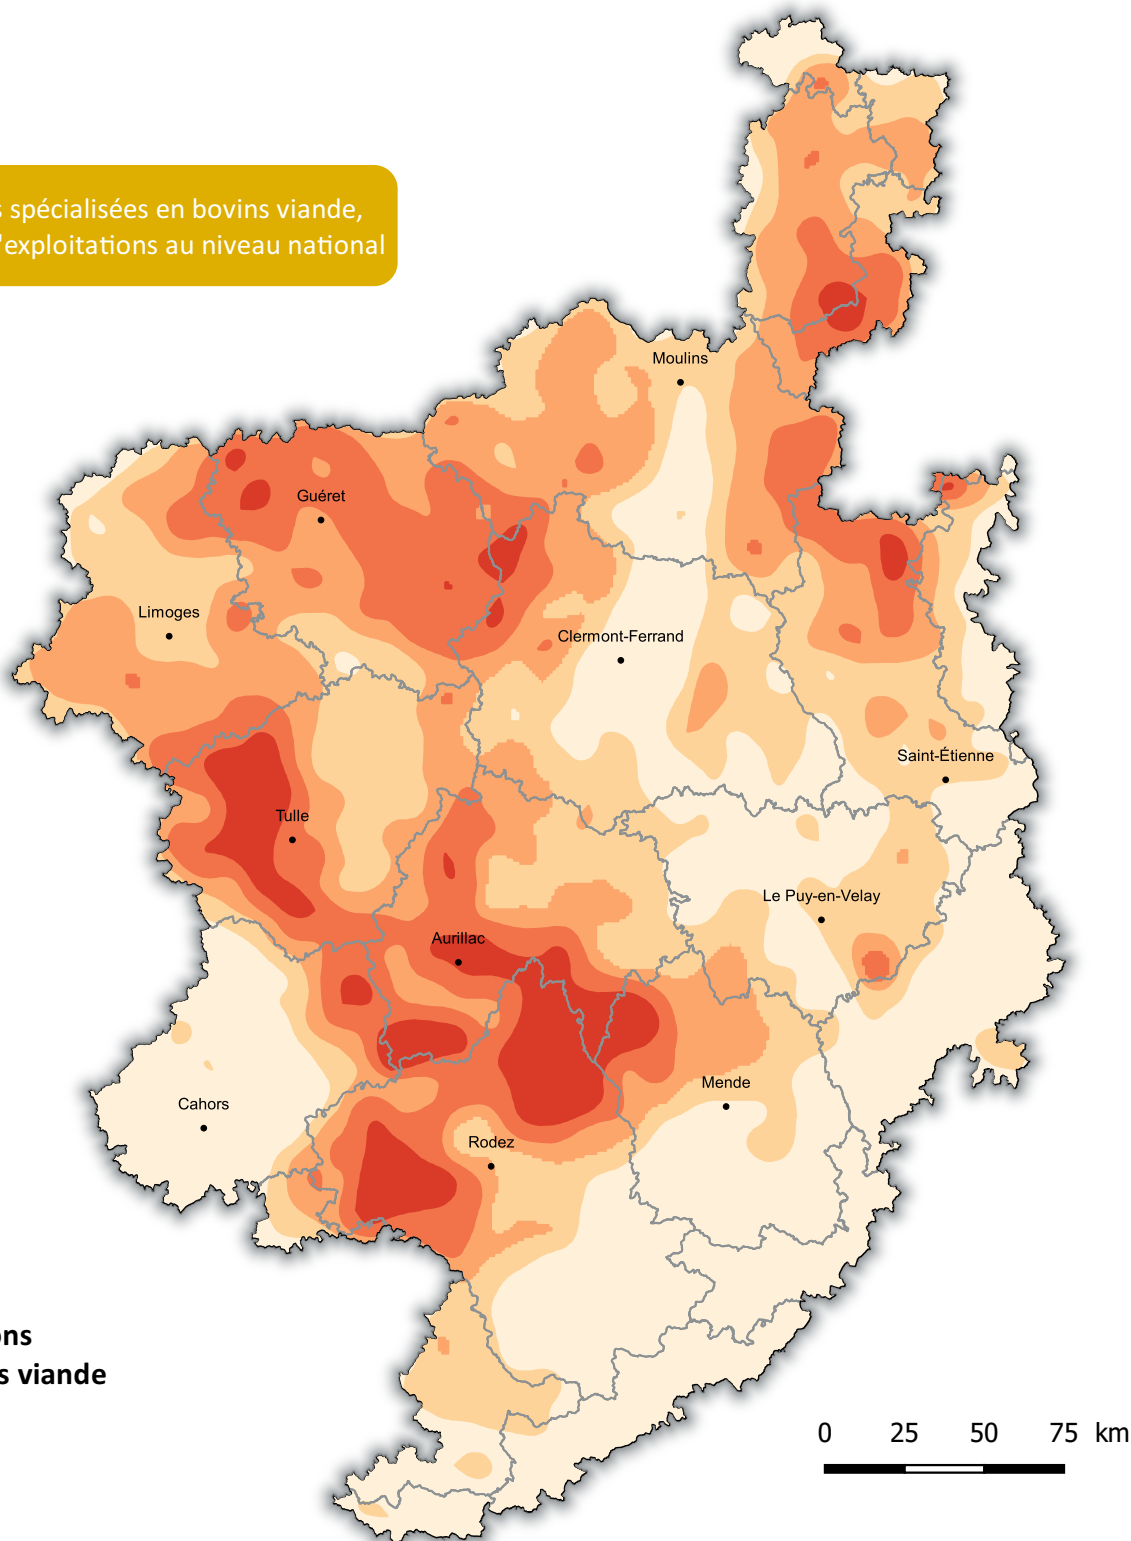 s spécialisées en bovins viande,
'exploitations au niveau national
Moulins
Guéret
Limoges
Clermont-Ferrand
Saint-Étienne
Tulle
Le Puy-en-Velay
Aurillac
Mende
Cahors
Rodez
ons
s viande
0 25 50 75 km